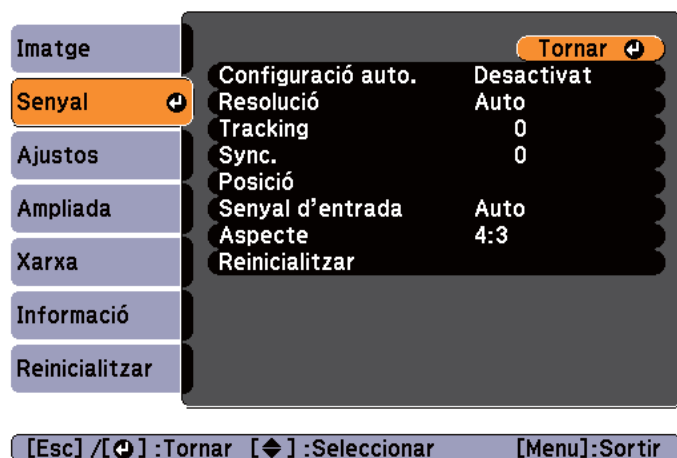 Imatge
Senyal
Ajustos
Ampliada
Xarxa
Informació
Reinicialitzar
Tornar
Configuració auto. Desactivat
Resolució Auto
Tracking 0
Sync. 0
Posició
Senyal d'entrada Auto
Aspecte 4:3
Reinicialitzar
[Esc] /[ ] :Tornar [ ] :Seleccionar [Menu]:Sortir